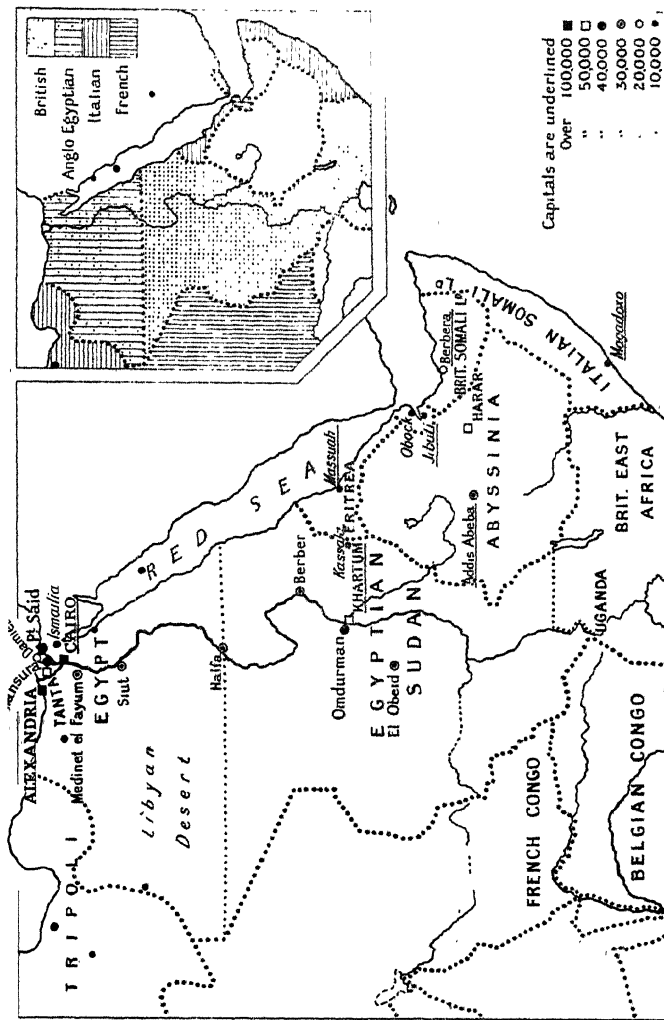 British
Anglo Egyptian
Italian
French
Capitals are underlined
Over 100,000
" 50,000
" 40,000
" 30,000
20,000
10,000
ALEXANDRIA
TANTA
Pt Said
Ismailia
CAIRO
Medinet el Fayum
EGYPT
Siut
TRIPOLI
Libyan
Desert
Halfa
RED SEA
Berber
Omdurman
KHARTUM
Kassala
Massuah
ERITREA
EGYPTIAN
SUDAN
El Obeid
Obock
Jibuti
Berbera
BRIT. SOMALI LD
HARAR
Addis Abeba
ABYSSINIA
ITALIAN SOMALI LD
Mogadoxo
BRIT. EAST
AFRICA
UGANDA
FRENCH CONGO
BELGIAN CONGO